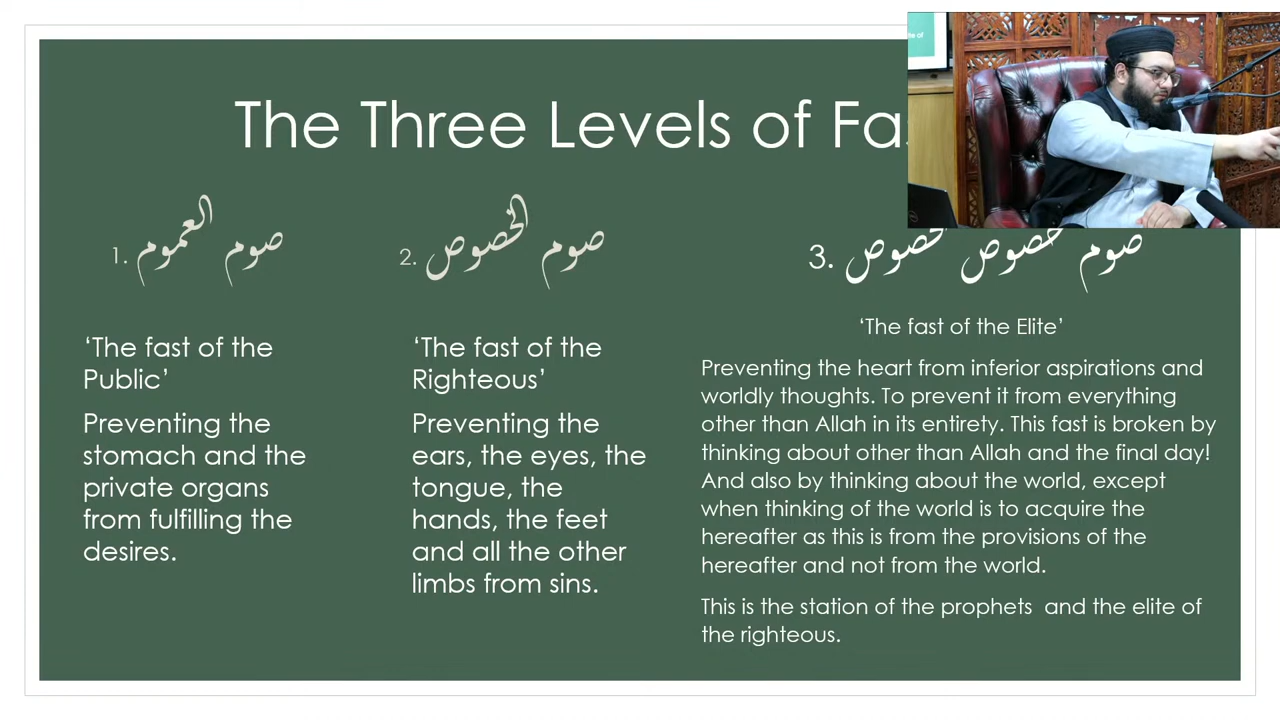 The Three Levels of Fa
1. صوم العموم
2. صوم الخصوص
3. صوم خصوص الخصوص
‘The fast of the
Public’
Preventing the
stomach and the
private organs
from fulfilling the
desires.
‘The fast of the
Righteous’
Preventing the
ears, the eyes, the
tongue, the
hands, the feet
and all the other
limbs from sins.
‘The fast of the Elite’
Preventing the heart from inferior aspirations and
worldly thoughts. To prevent it from everything
other than Allah in its entirety. This fast is broken by
thinking about other than Allah and the final day!
And also by thinking about the world, except
when thinking of the world is to acquire the
hereafter as this is from the provisions of the
hereafter and not from the world.
This is the station of the prophets and the elite of
the righteous.